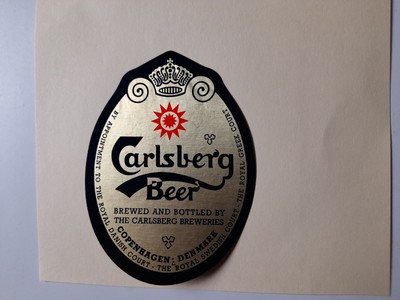 Carlsberg
Beer
BREWED AND BOTTLED BY
THE CARLSBERG BREWERIES
COPENHAGEN, DENMARK
BY APPOINTMENT TO THE ROYAL DANISH COURT · THE ROYAL SWEDISH COURT · THE ROYAL GREEK COURT